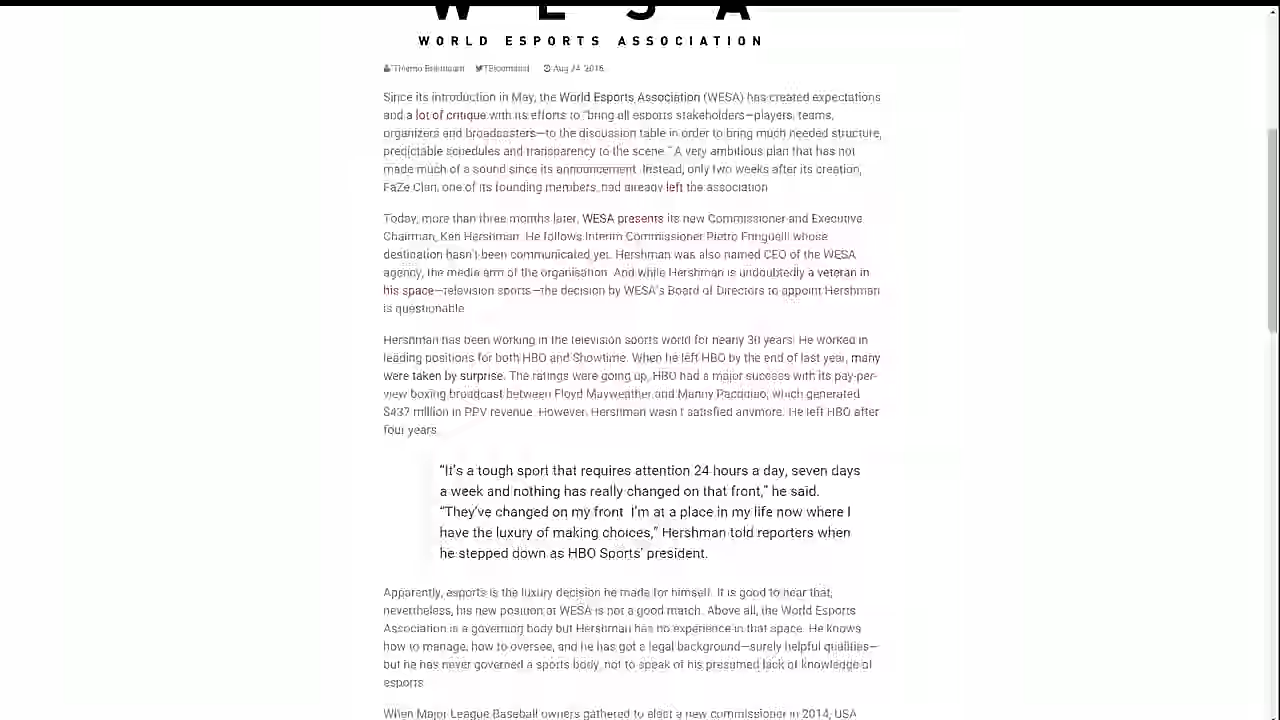 W E S A
WORLD ESPORTS ASSOCIATION
Aug 24, 2016
Since its introduction in May, the World Esports Association (WESA) has created expectations
and a lot of critique with its efforts to "bring all esports stakeholders—players, teams,
organizers and broadcasters—to the discussion table in order to bring much needed structure,
predictable schedules and transparency to the scene." A very ambitious plan that has not
made much of a sound since its announcement. Instead, only two weeks after its creation,
FaZe Clan, one of its founding members, had already left the association
Today, more than three months later, WESA presents its new Commissioner and Executive
Chairman, Ken Hershman. He follows Interim Commissioner Pietro Fringuelli whose
destination hasn't been communicated yet. Hershman was also named CEO of the WESA
agency, the media arm of the organisation. And while Hershman is undoubtedly a veteran in
his space—television sports—the decision by WESA's Board of Directors to appoint Hershman
is questionable
Hershman has been working in the television sports world for nearly 30 years! He worked in
leading positions for both HBO and Showtime. When he left HBO by the end of last year, many
were taken by surprise. The ratings were going up, HBO had a major success with its pay-per-
view boxing broadcast between Floyd Mayweather and Manny Pacquiao, which generated
$437 million in PPV revenue. However, Hershman wasn't satisfied anymore. He left HBO after
four years
"It's a tough sport that requires attention 24 hours a day, seven days
a week and nothing has really changed on that front," he said.
"They've changed on my front. I'm at a place in my life now where I
have the luxury of making choices," Hershman told reporters when
he stepped down as HBO Sports' president.
Apparently, esports is the luxury decision he made for himself. It is good to hear that,
nevertheless, his new position at WESA is not a good match. Above all, the World Esports
Association is a governing body but Hershman has no experience in that space. He knows
how to manage, how to oversee, and he has got a legal background—surely helpful qualities—
but he has never governed a sports body, not to speak of his presumed lack of knowledge of
esports
When Major League Baseball owners gathered to elect a new commissioner in 2014, USA